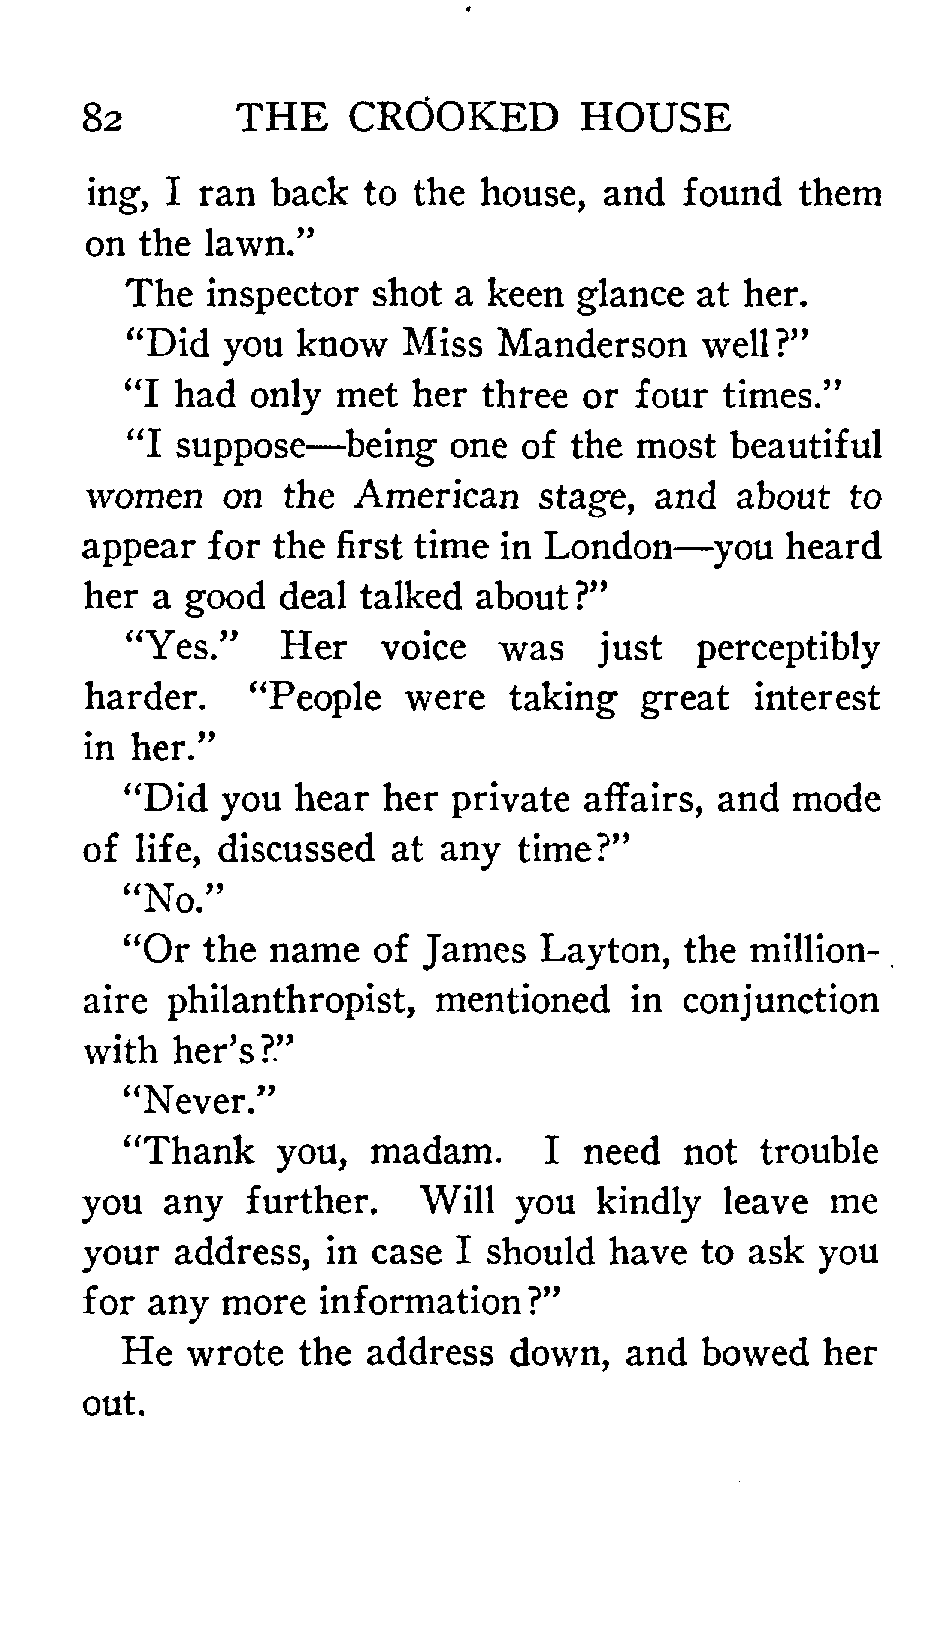 82 THE CROOKED HOUSE
ing, I ran back to the house, and found them
on the lawn."
The inspector shot a keen glance at her.
"Did you know Miss Manderson well?"
"I had only met her three or four times."
"I suppose—being one of the most beautiful
women on the American stage, and about to
appear for the first time in London—you heard
her a good deal talked about?"
"Yes." Her voice was just perceptibly
harder. "People were taking great interest
in her."
"Did you hear her private affairs, and mode
of life, discussed at any time?"
"No."
"Or the name of James Layton, the million-
aire philanthropist, mentioned in conjunction
with her's?"
"Never."
"Thank you, madam. I need not trouble
you any further. Will you kindly leave me
your address, in case I should have to ask you
for any more information?"
He wrote the address down, and bowed her
out.